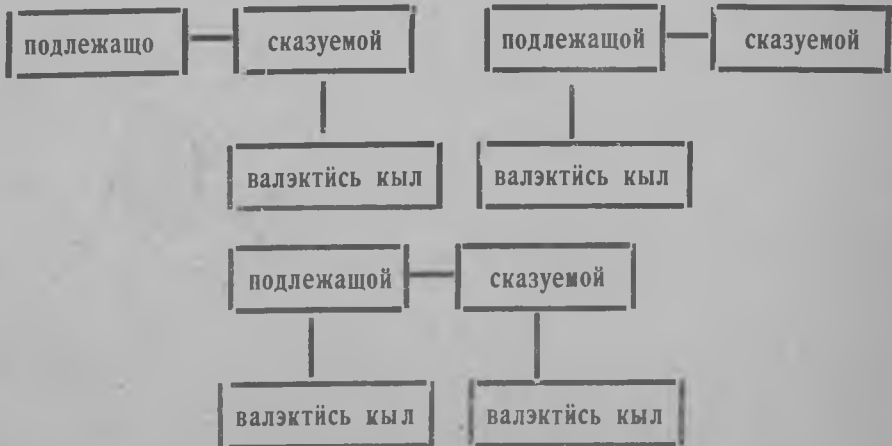 подлежащо сказуемой подлежащой сказуемой
валэктӥсь кыл валэктӥсь кыл
подлежащой сказуемой
валэктӥсь кыл валэктӥсь кыл